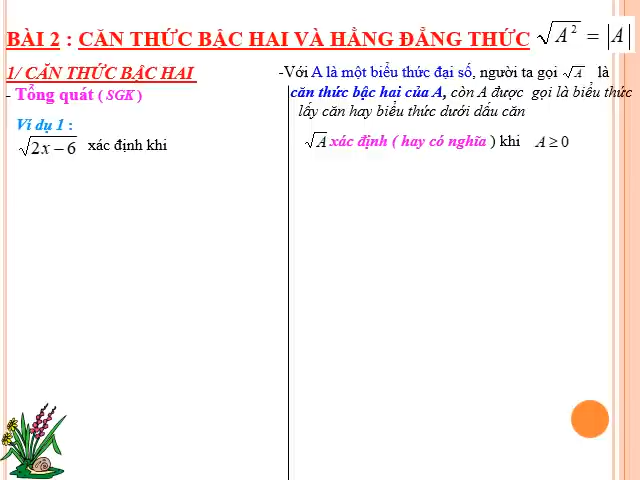 BÀI 2 : CĂN THỨC BẬC HAI VÀ HẰNG ĐẲNG THỨC √A² = |A|
1/ CĂN THỨC BẬC HAI
- Tổng quát ( SGK )
Ví dụ 1 :
√2x – 6 xác định khi
-Với A là một biểu thức đại số, người ta gọi √A là
căn thức bậc hai của A, còn A được gọi là biểu thức
lấy căn hay biểu thức dưới dấu căn
√A xác định ( hay có nghĩa ) khi A ≥ 0